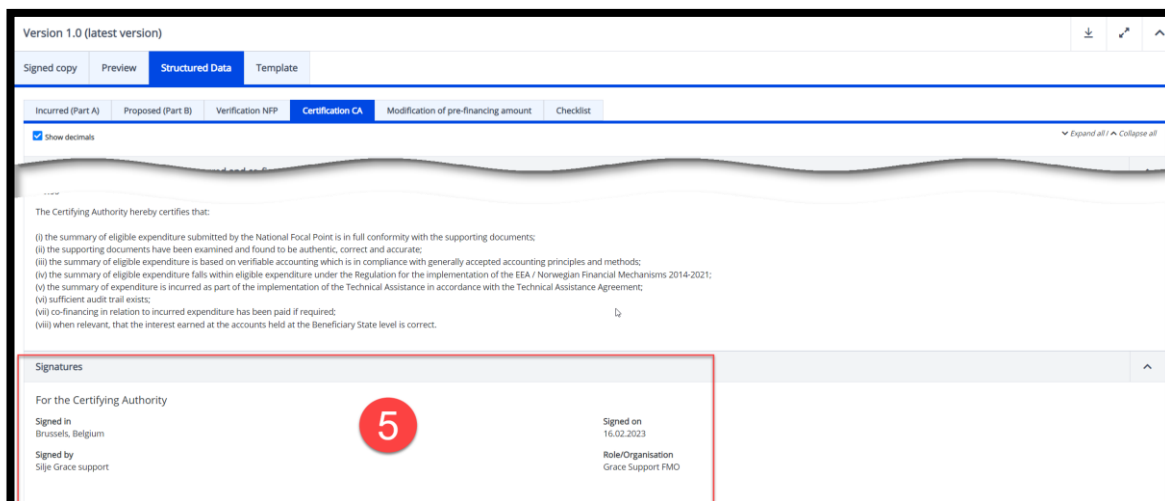 Version 1.0 (latest version)
Signed copy Preview Structured Data Template
Incurred (Part A) Proposed (Part B) Verification NFP Certification CA Modification of pre-financing amount Checklist
Show decimals Expand all / Collapse all
The Certifying Authority hereby certifies that:
(i) the summary of eligible expenditure submitted by the National Focal Point is in full conformity with the supporting documents;
(ii) the supporting documents have been examined and found to be authentic, correct and accurate;
(iii) the summary of eligible expenditure is based on verifiable accounting which is in compliance with generally accepted accounting principles and methods;
(iv) the summary of eligible expenditure falls within eligible expenditure under the Regulation for the implementation of the EEA / Norwegian Financial Mechanisms 2014-2021;
(v) the summary of expenditure is incurred as part of the implementation of the Technical Assistance in accordance with the Technical Assistance Agreement;
(vi) sufficient audit trail exists;
(vii) co-financing in relation to incurred expenditure has been paid if required;
(viii) when relevant, that the interest earned at the accounts held at the Beneficiary State level is correct.
Signatures
For the Certifying Authority
5
Signed in Signed on
Brussels, Belgium 16.02.2023
Signed by Role/Organisation
Silje Grace support Grace Support FMO